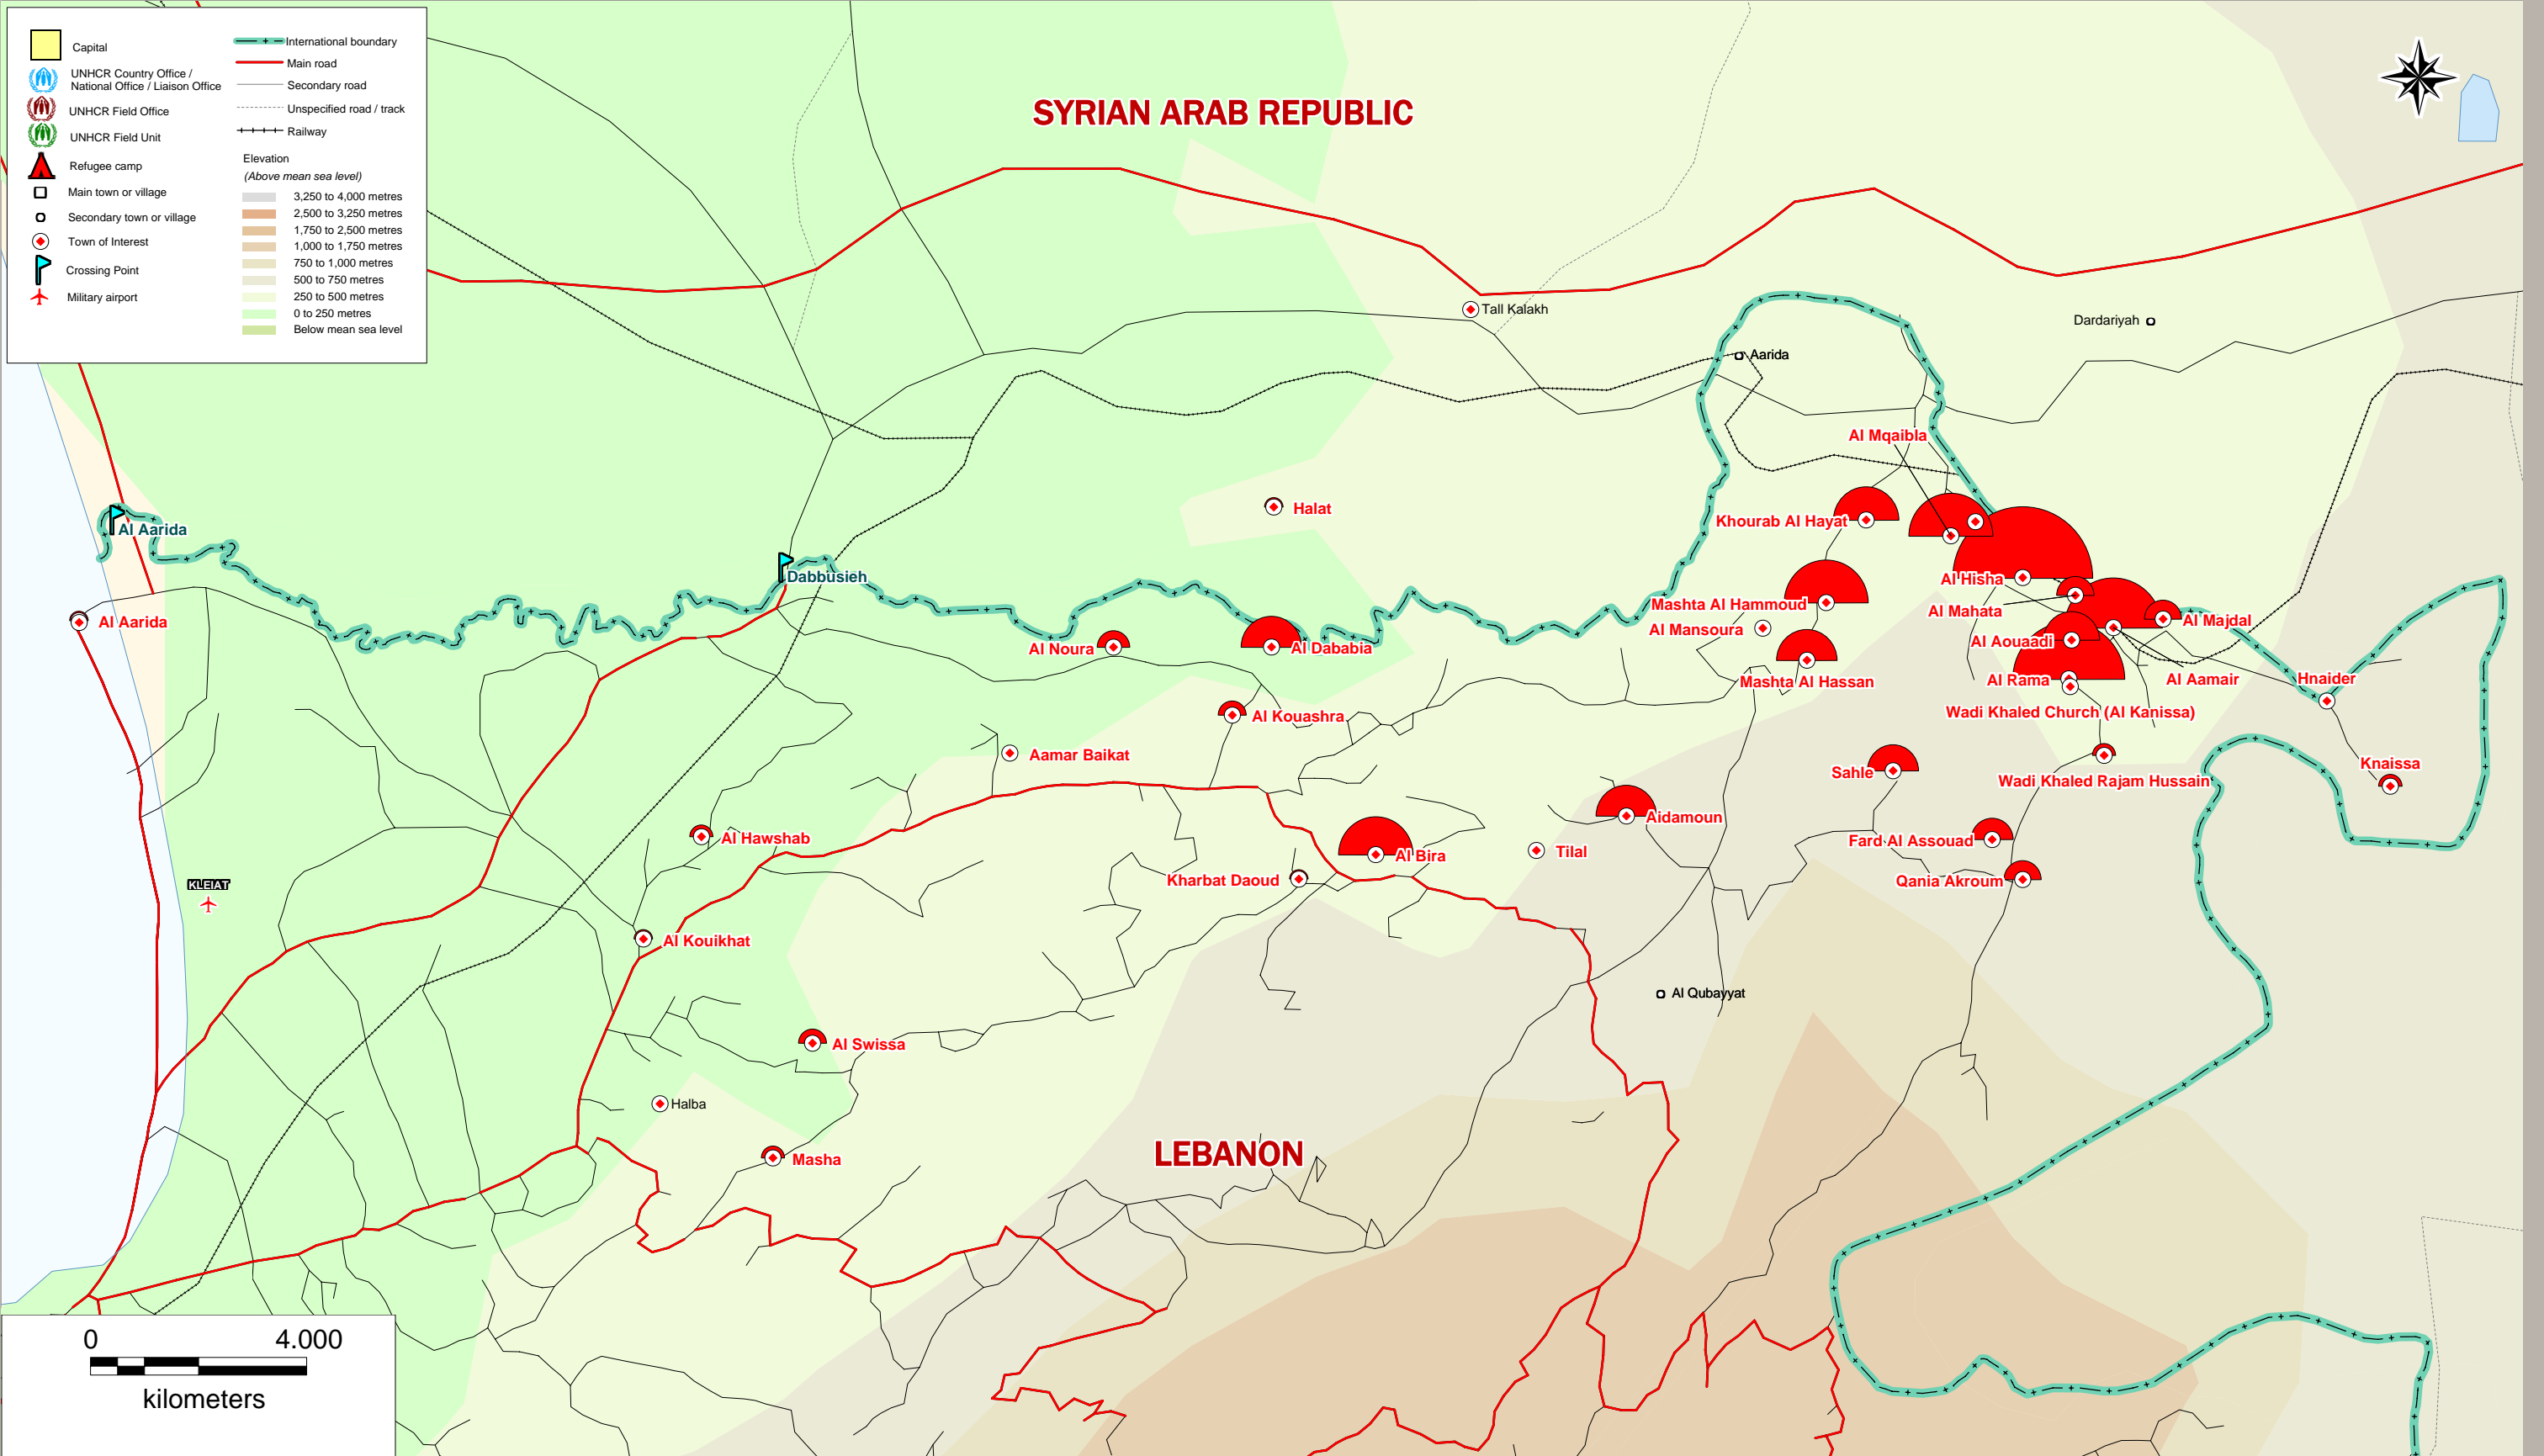 Capital
UNHCR Country Office /
National Office / Liaison Office
UNHCR Field Office
UNHCR Field Unit
Refugee camp
Main town or village
Secondary town or village
Town of Interest
Crossing Point
Military airport
International boundary
Main road
Secondary road
Unspecified road / track
Railway
Elevation
(Above mean sea level)
3,250 to 4,000 metres
2,500 to 3,250 metres
1,750 to 2,500 metres
1,000 to 1,750 metres
750 to 1,000 metres
500 to 750 metres
250 to 500 metres
0 to 250 metres
Below mean sea level
SYRIAN ARAB REPUBLIC
Tall Kalakh
Dardariyah
Aarida
Al Mqaibla
Halat
Khourab Al Hayat
Al Aarida
Dabbusieh
Al Hisha
Mashta Al Hammoud
Al Mahata
Al Aarida
Al Mansoura
Al Majdal
Al Noura
Al Dababia
Al Aouaadi
Mashta Al Hassan
Al Rama
Al Aamair
Hnaider
Wadi Khaled Church (Al Kanissa)
Al Kouashra
Aamar Baikat
Sahle
Wadi Khaled Rajam Hussain
Knaissa
Aidamoun
Al Hawshab
Fard Al Assouad
Al Bira
Tilal
Kharbat Daoud
Qania Akroum
KLEIAT
Al Kouikhat
Al Qubayyat
Al Swissa
Halba
LEBANON
Masha
0 4.000
kilometers